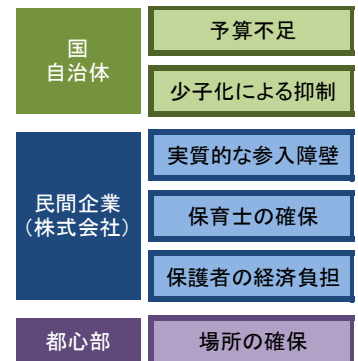 国
自治体
予算不足
少子化による抑制
民間企業
（株式会社）
実質的な参入障壁
保育士の確保
保護者の経済負担
都心部
場所の確保